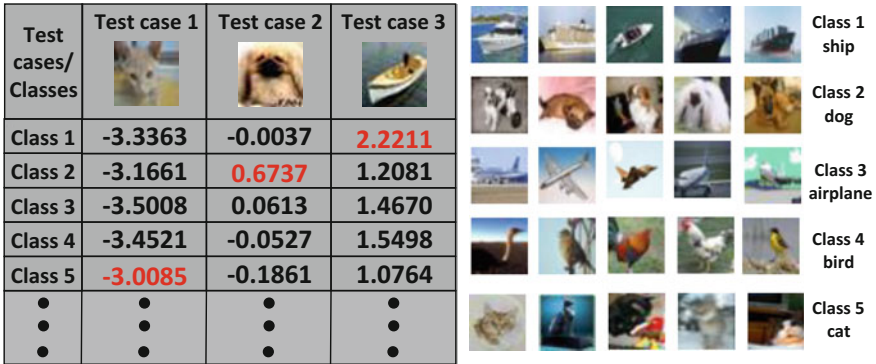 Test cases/ Classes
Test case 1 Test case 2 Test case 3
Class 1 -3.3363 -0.0037 2.2211
Class 2 -3.1661 0.6737 1.2081
Class 3 -3.5008 0.0613 1.4670
Class 4 -3.4521 -0.0527 1.5498
Class 5 -3.0085 -0.1861 1.0764
Class 1
ship
Class 2
dog
Class 3
airplane
Class 4
bird
Class 5
cat